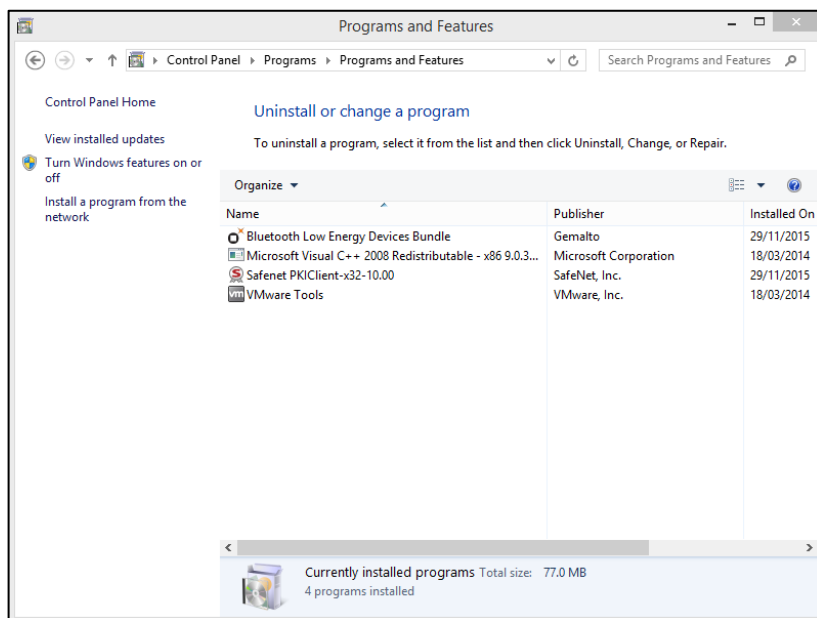 Programs and Features
Control Panel Programs Programs and Features
Search Programs and Features
Control Panel Home
View installed updates
Turn Windows features on or
off
Install a program from the
network
Uninstall or change a program
To uninstall a program, select it from the list and then click Uninstall, Change, or Repair.
Organize
Name Publisher Installed On
Bluetooth Low Energy Devices Bundle Gemalto 29/11/2015
Microsoft Visual C++ 2008 Redistributable - x86 9.0.3... Microsoft Corporation 18/03/2014
Safenet PKIClient-x32-10.00 SafeNet, Inc. 29/11/2015
VMware Tools VMware, Inc. 18/03/2014
Currently installed programs Total size: 77.0 MB
4 programs installed